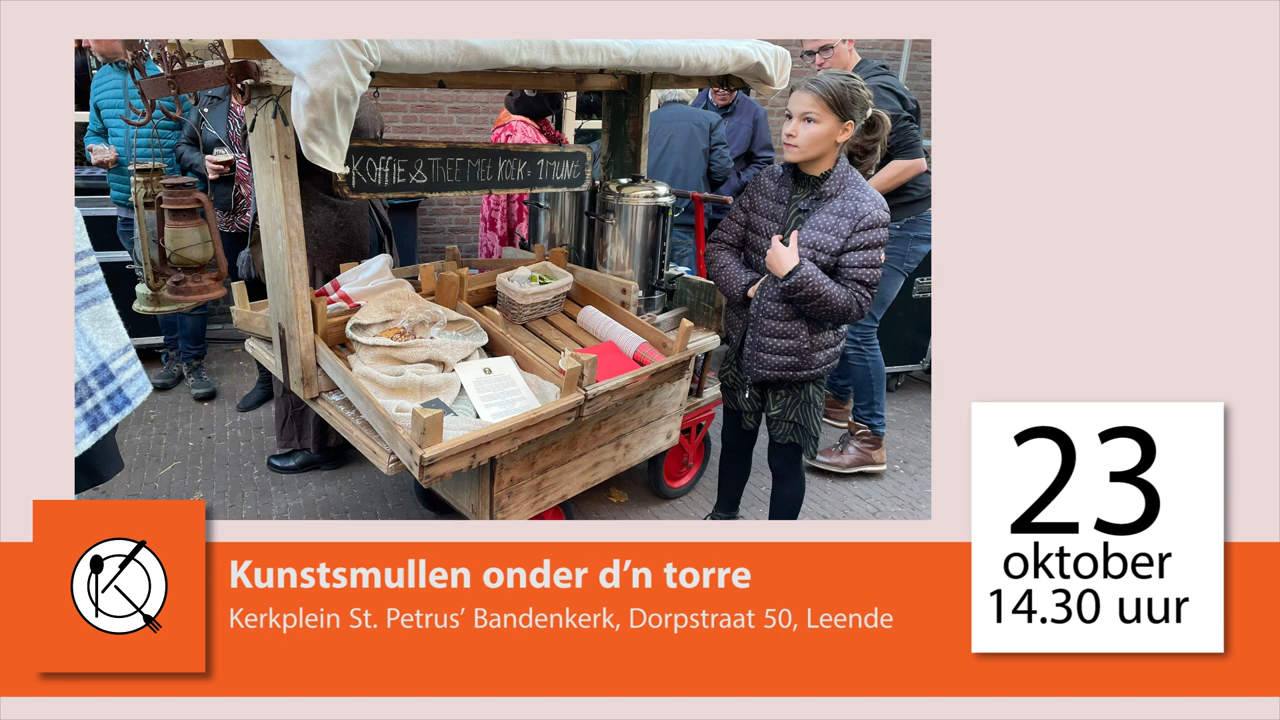 KOFFIE & THEE MET KOEK = 1 MUNT
Kunstsmullen onder d’n torre
Kerkplein St. Petrus’ Bandenkerk, Dorpstraat 50, Leende
23
oktober
14.30 uur